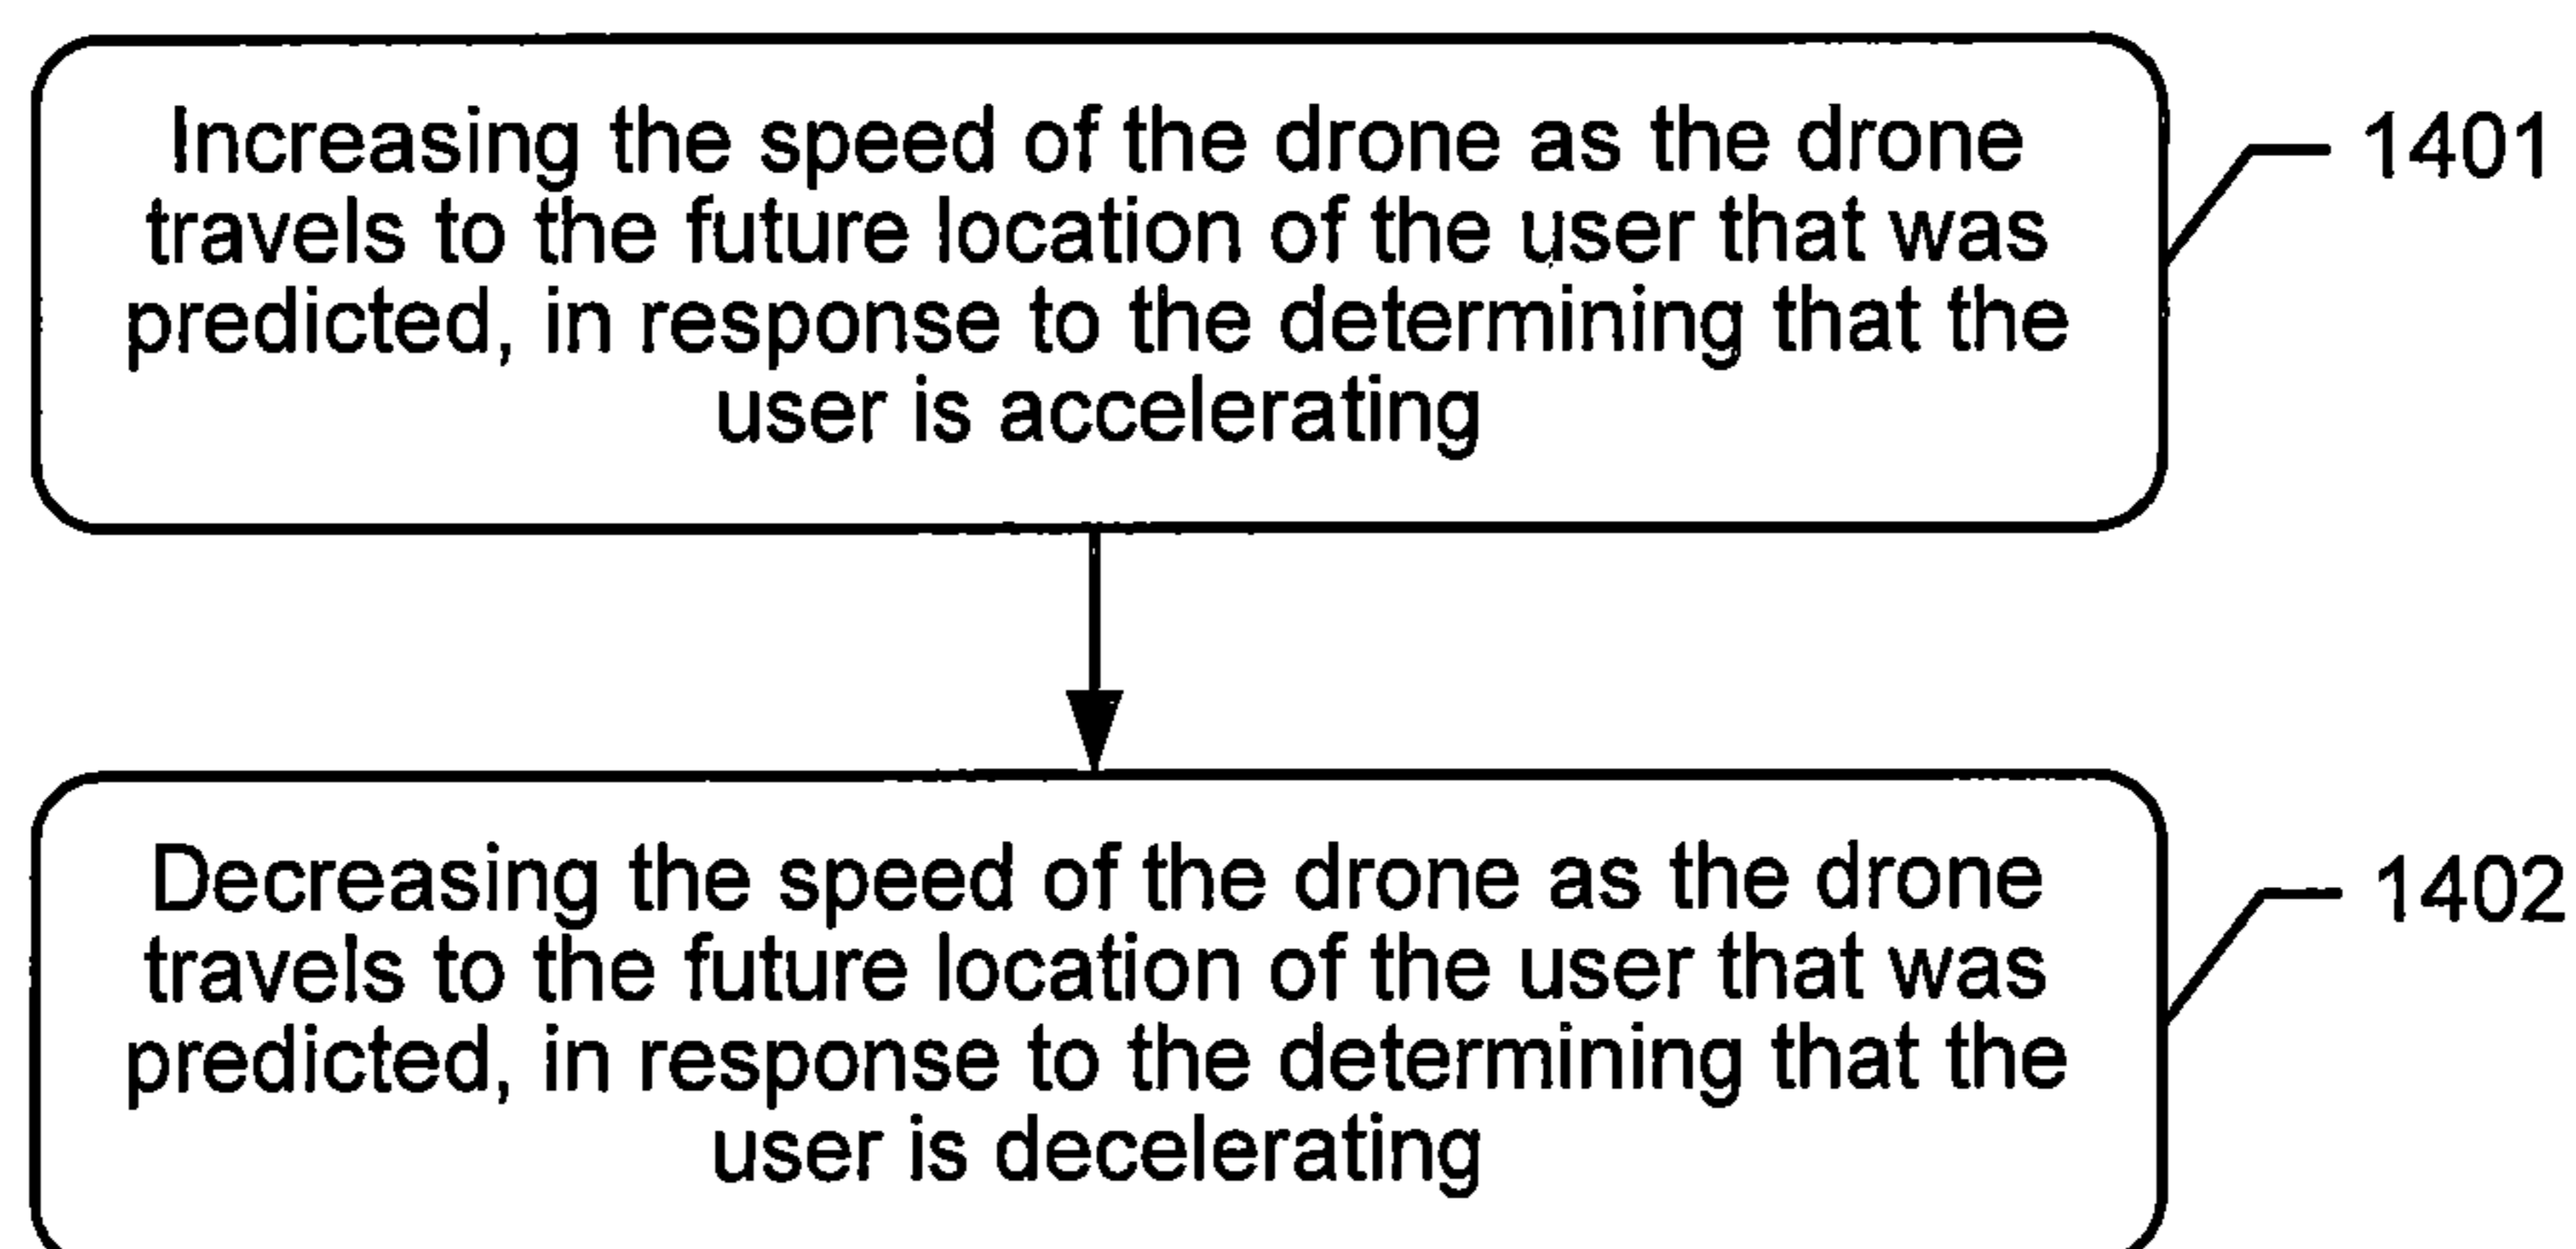 Increasing the speed of the drone as the drone
travels to the future location of the user that was
predicted, in response to the determining that the
user is accelerating
1401
Decreasing the speed of the drone as the drone
travels to the future location of the user that was
predicted, in response to the determining that the
user is decelerating
1402